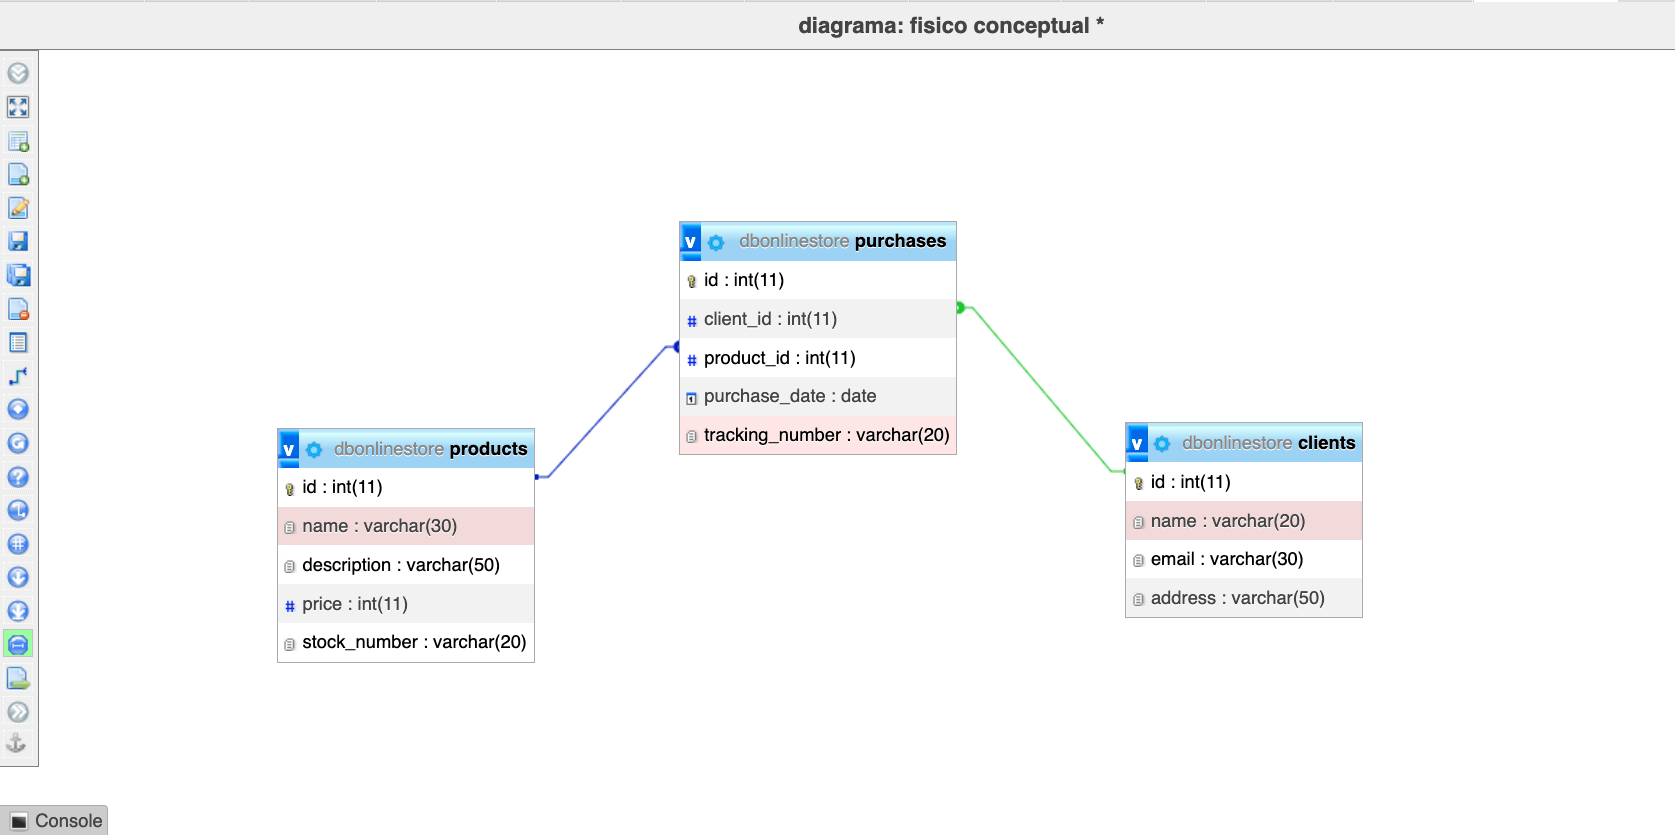 diagrama: fisico conceptual *
v dbonlinestore purchases
id : int(11)
# client_id : int(11)
# product_id : int(11)
purchase_date : date
tracking_number : varchar(20)
v dbonlinestore products
id : int(11)
name : varchar(30)
description : varchar(50)
# price : int(11)
stock_number : varchar(20)
v dbonlinestore clients
id : int(11)
name : varchar(20)
email : varchar(30)
address : varchar(50)
Console